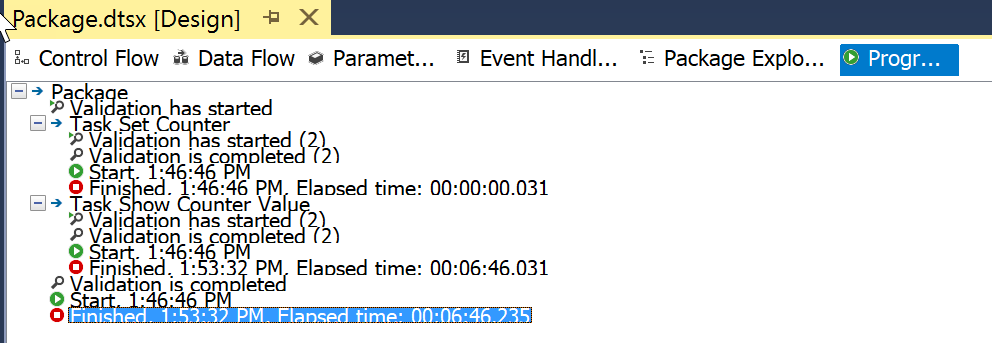 Package.dtsx [Design]
Control Flow Data Flow Paramet... Event Handl... Package Explo... Progr...
Package
Validation has started
Task Set Counter
Validation has started (2)
Validation is completed (2)
Start, 1:46:46 PM
Finished, 1:46:46 PM, Elapsed time: 00:00:00.031
Task Show Counter Value
Validation has started (2)
Validation is completed (2)
Start, 1:46:46 PM
Finished, 1:53:32 PM, Elapsed time: 00:06:46.031
Validation is completed
Start, 1:46:46 PM
Finished, 1:53:32 PM, Elapsed time: 00:06:46.235